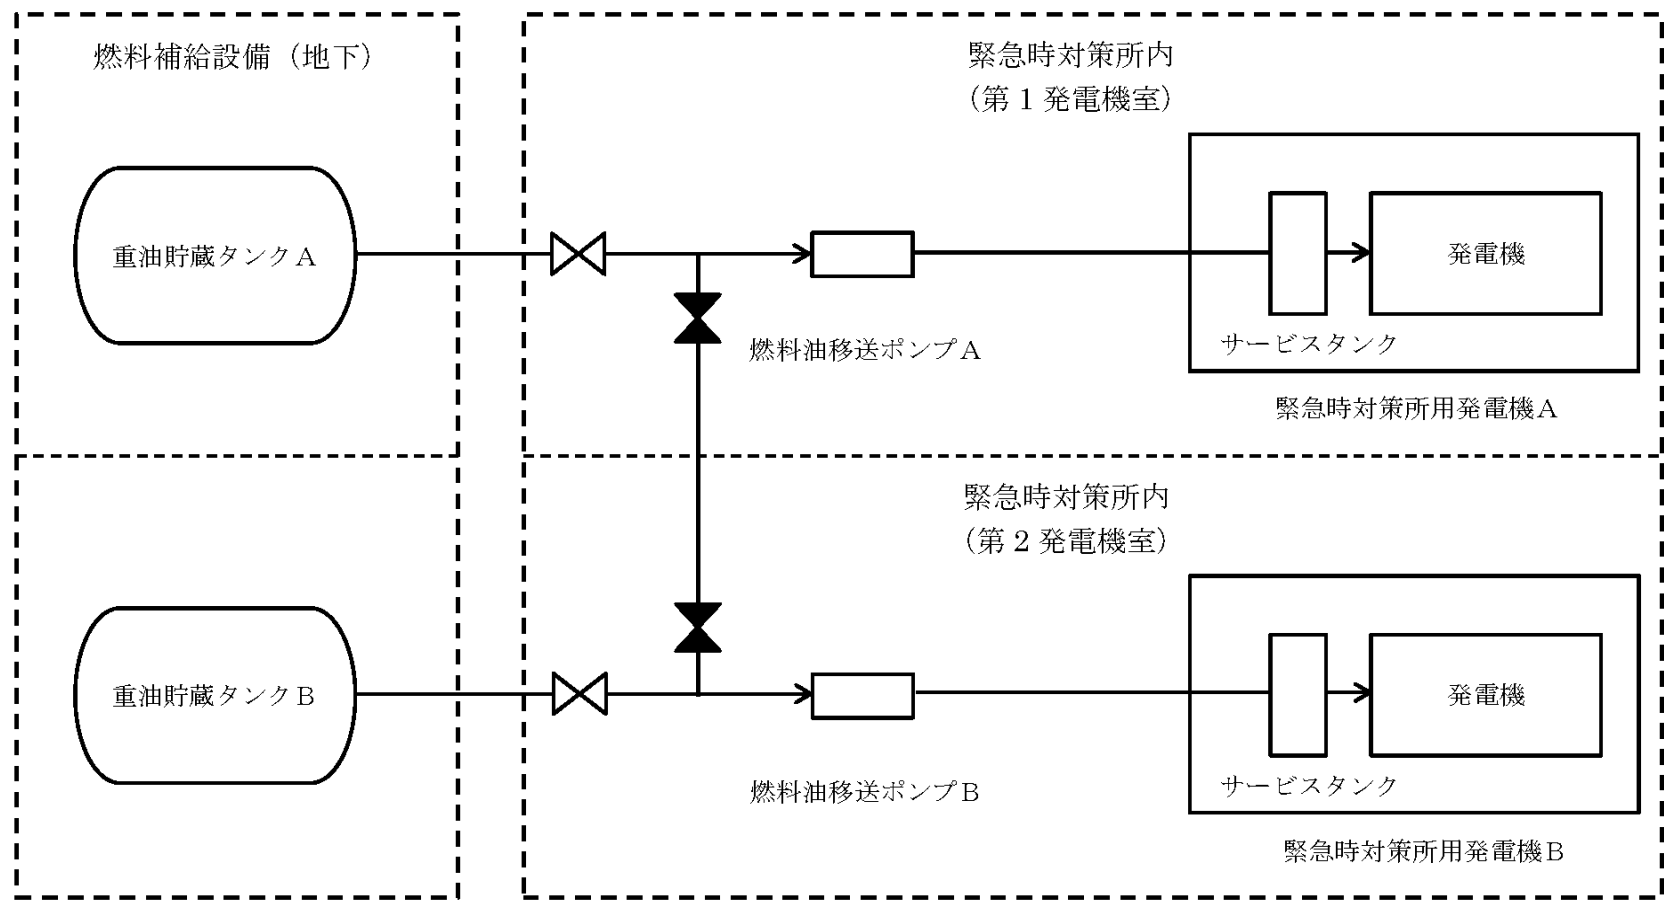 燃料補給設備（地下）
緊急時対策所内
（第１発電機室）
重油貯蔵タンクＡ
発電機
燃料油移送ポンプＡ
サービスタンク
緊急時対策所用発電機Ａ
緊急時対策所内
（第２発電機室）
重油貯蔵タンクＢ
発電機
燃料油移送ポンプＢ
サービスタンク
緊急時対策所用発電機Ｂ